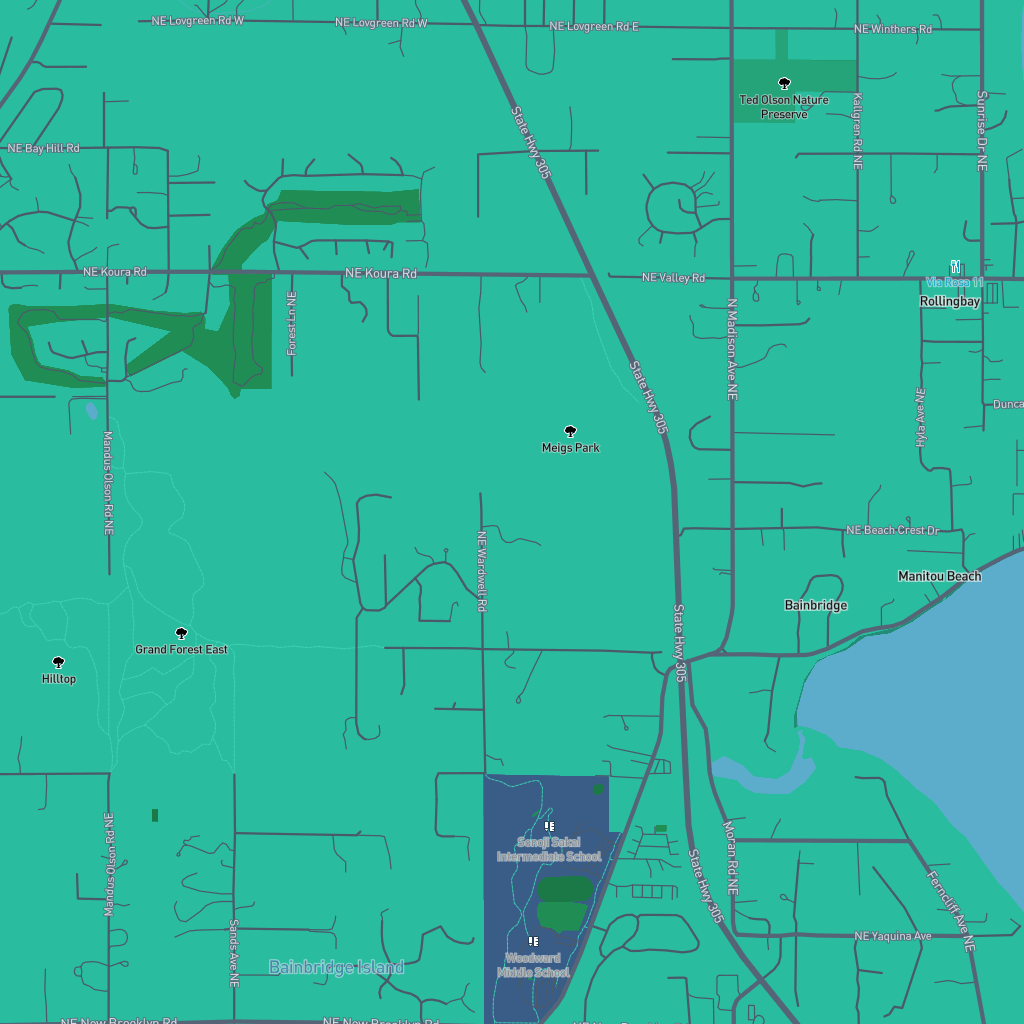 NE Lovgreen Rd W
NE Lovgreen Rd W
NE Lovgreen Rd E
NE Winthers Rd
Ted Olson Nature
Preserve
Kallgren Rd NE
Sunrise Dr NE
State Hwy 305
NE Bay Hill Rd
NE Koura Rd
NE Koura Rd
NE Valley Rd
Via Rosa 11
Rollingbay
Forest Ln NE
N Madison Ave NE
State Hwy 305
Hyla Ave NE
Dunca
Meigs Park
Mandus Olson Rd NE
NE Wardwell Rd
NE Beach Crest Dr
Manitou Beach
Bainbridge
State Hwy 305
Grand Forest East
Hilltop
Sonoji Sakai
Intermediate School
Mandus Olson Rd NE
Moran Rd NE
State Hwy 305
Ferncliff Ave NE
NE Yaquina Ave
Sands Ave NE
Bainbridge Island
Woodward
Middle School
NE New Brooklyn Rd
NE New Brooklyn Rd